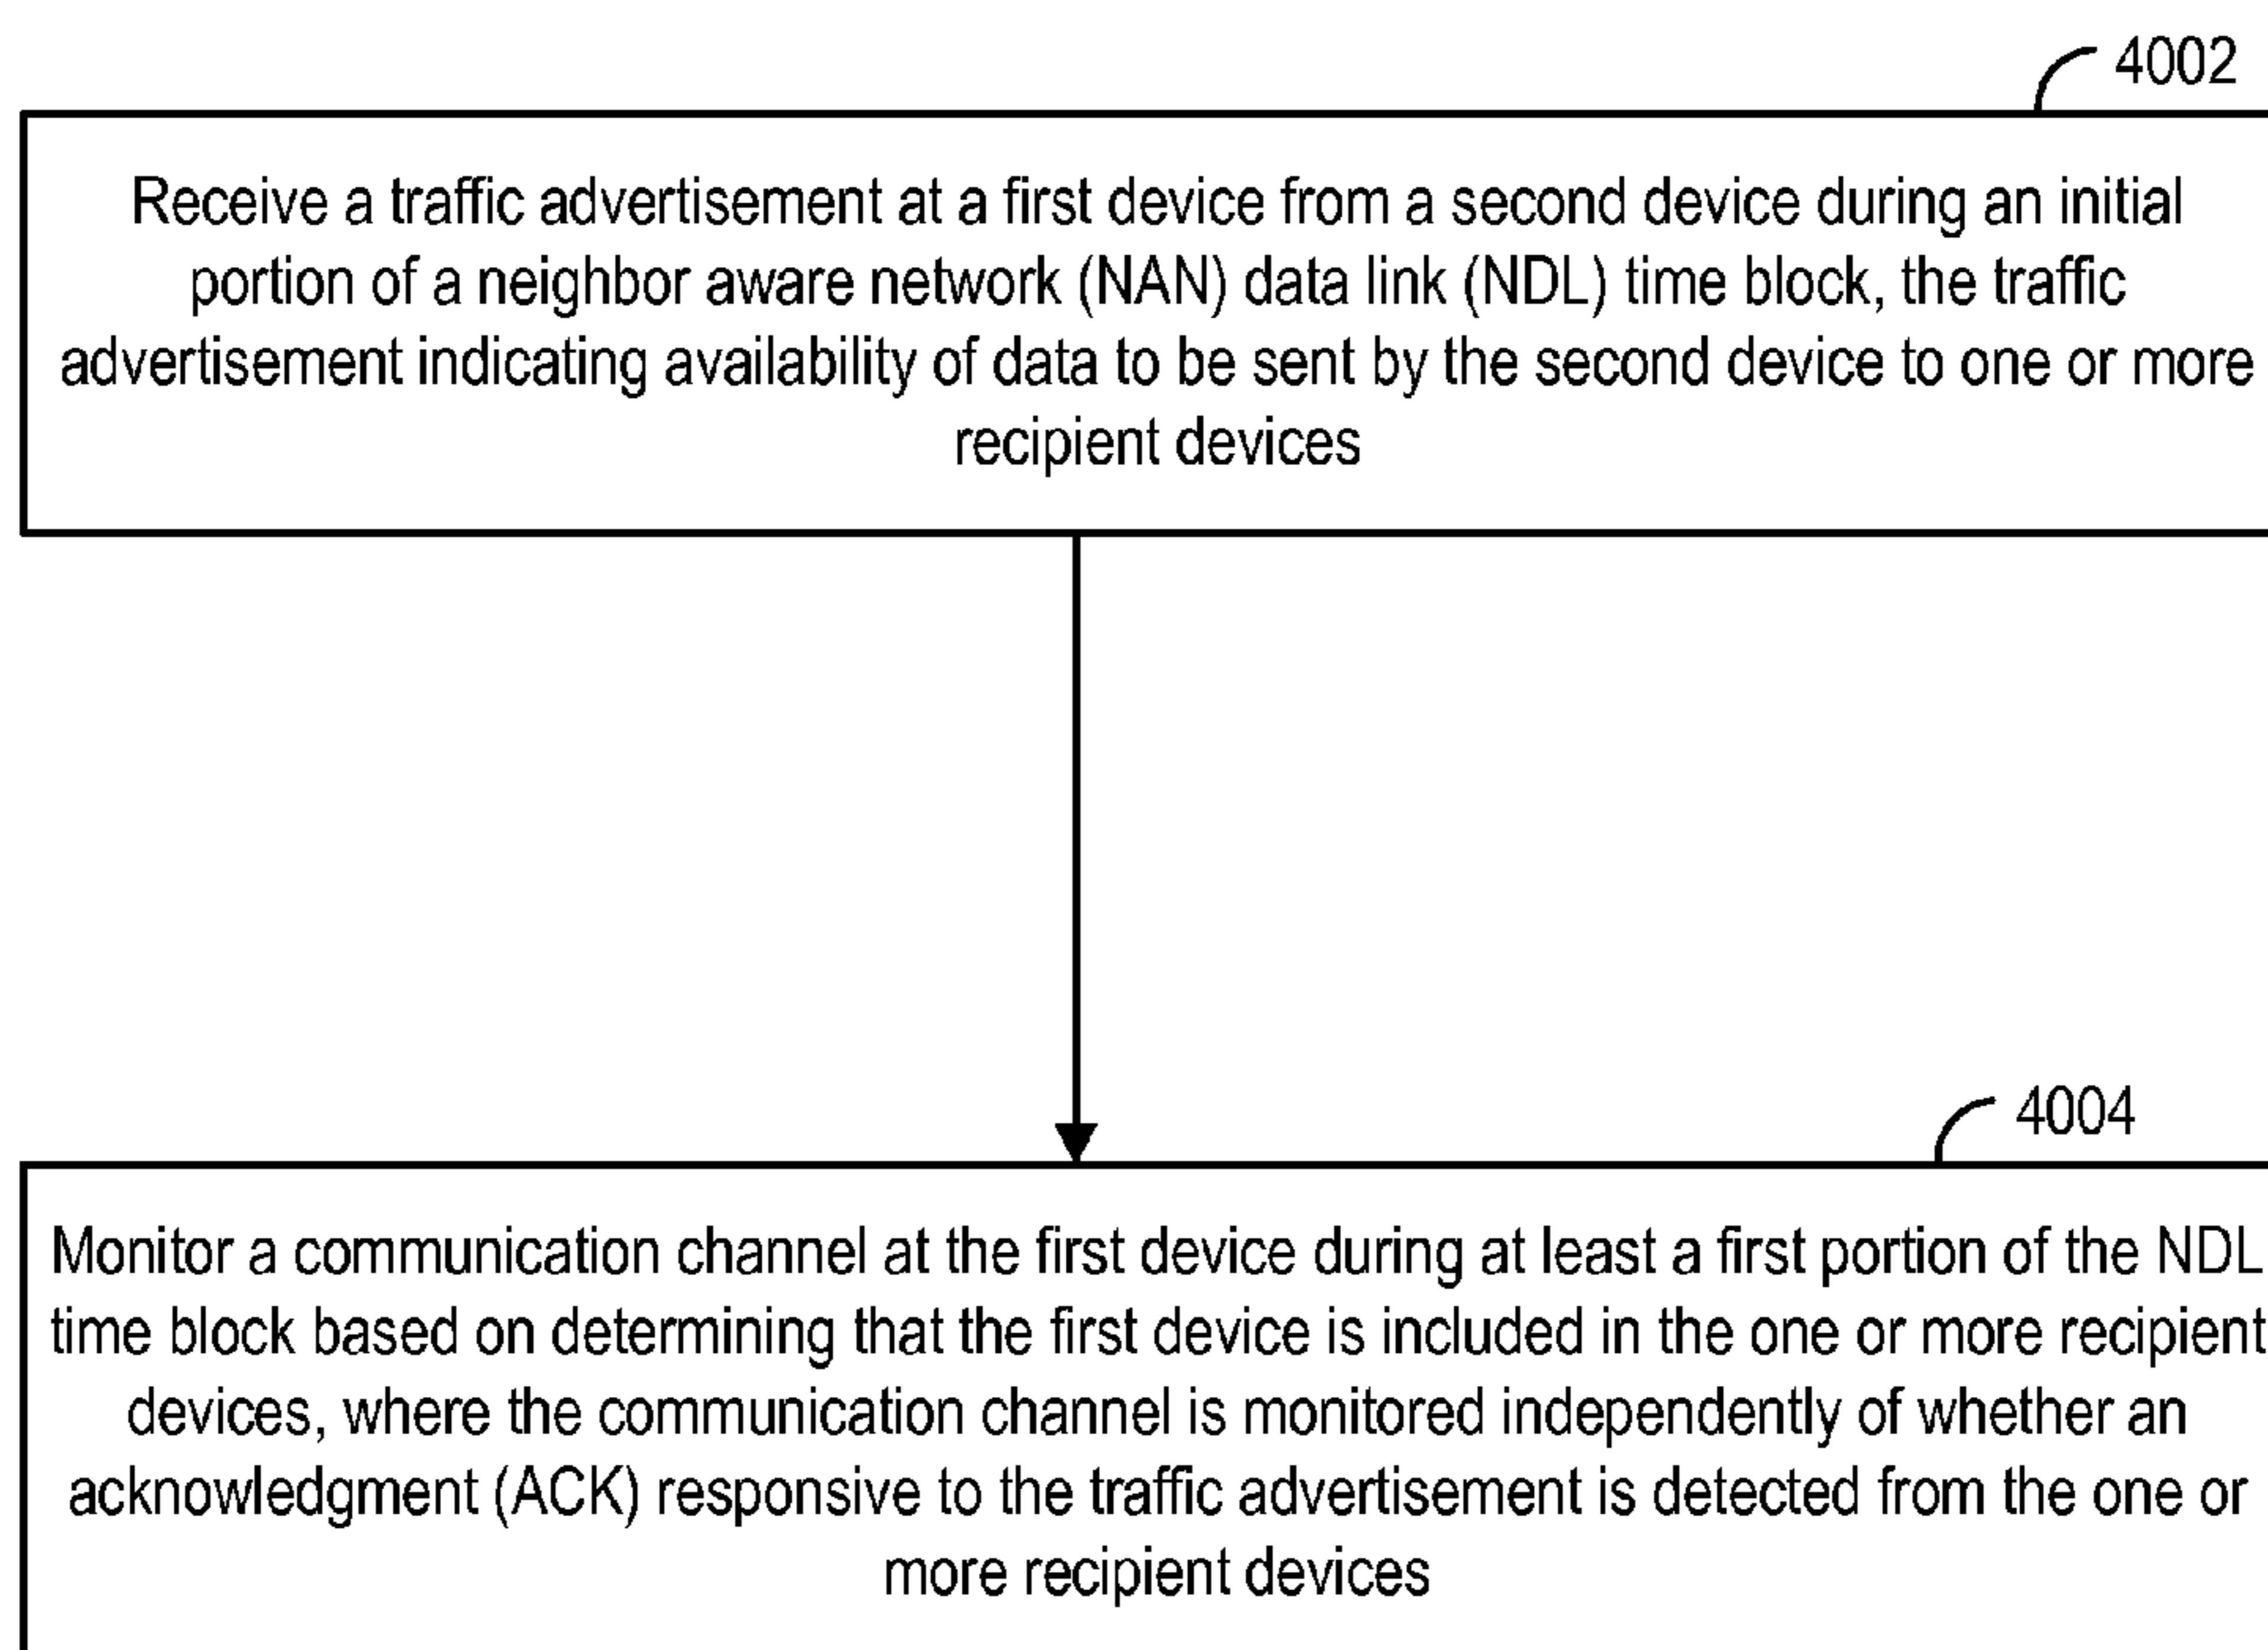 4002
Receive a traffic advertisement at a first device from a second device during an initial
portion of a neighbor aware network (NAN) data link (NDL) time block, the traffic
advertisement indicating availability of data to be sent by the second device to one or more
recipient devices
4004
Monitor a communication channel at the first device during at least a first portion of the NDL
time block based on determining that the first device is included in the one or more recipient
devices, where the communication channel is monitored independently of whether an
acknowledgment (ACK) responsive to the traffic advertisement is detected from the one or
more recipient devices